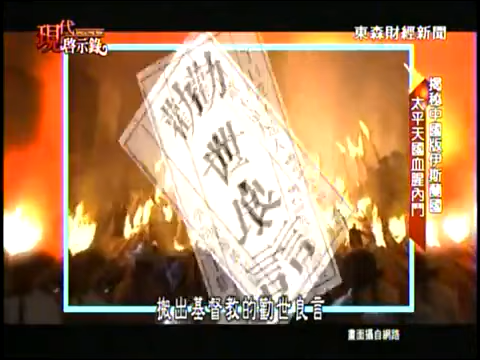 現代
啓示錄
東森財經新聞
揭秘中國版伊斯蘭國
太平天國血腥內鬥
勸世良言
搬出基督教的勸世良言
畫面攝自網路